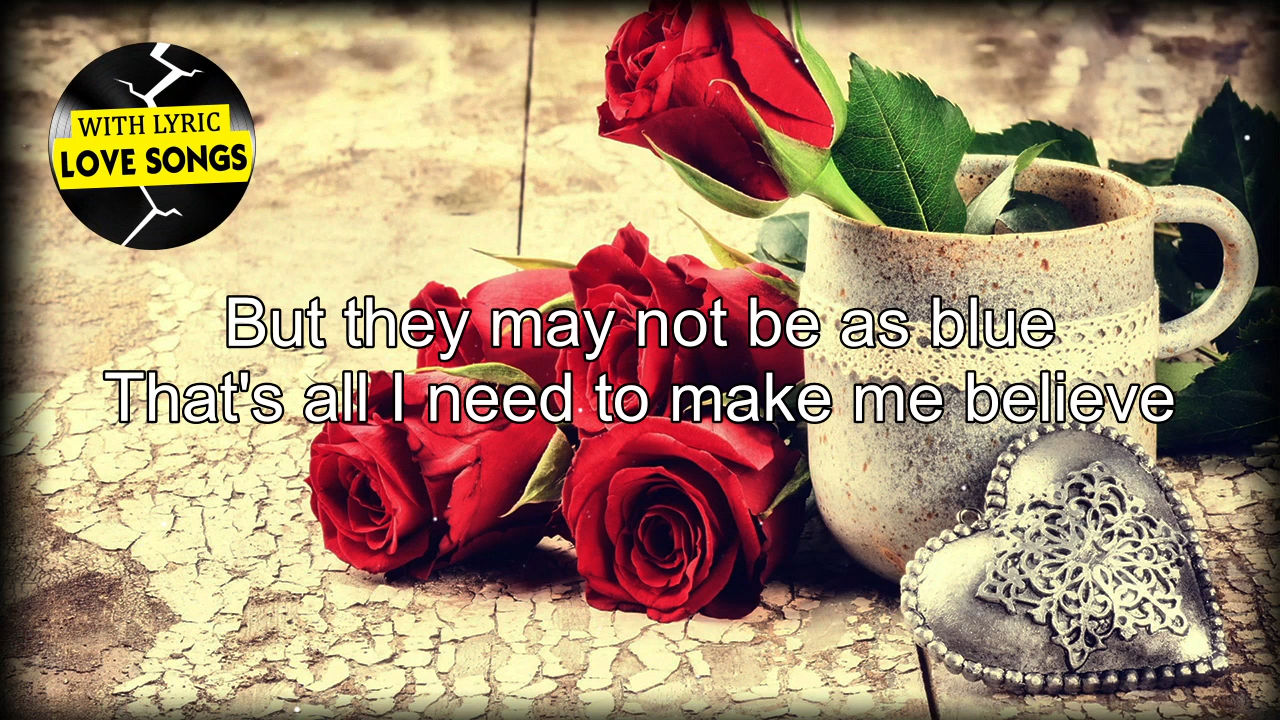 WITH LYRIC
LOVE SONGS
But they may not be as blue
That's all I need to make me believe